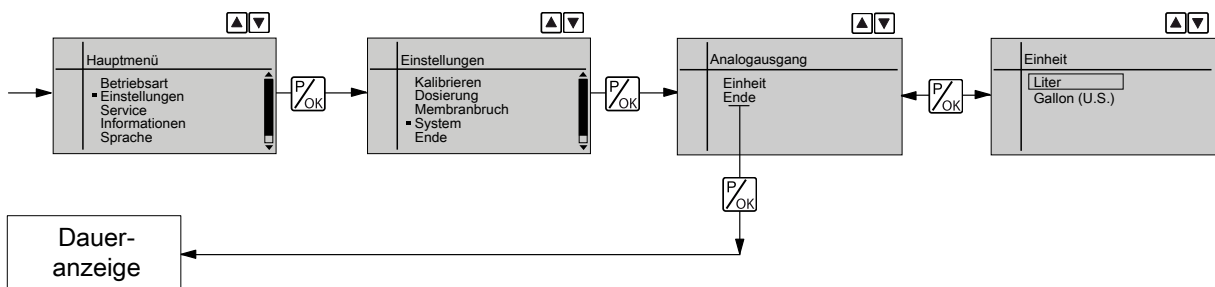 Hauptmenü
Betriebsart
Einstellungen
Service
Informationen
Sprache
P/OK
Einstellungen
Kalibrieren
Dosierung
Membranbruch
System
Ende
P/OK
Analogausgang
Einheit
Ende
P/OK
Einheit
Liter
Gallon (U.S.)
P/OK
Dauer-
anzeige